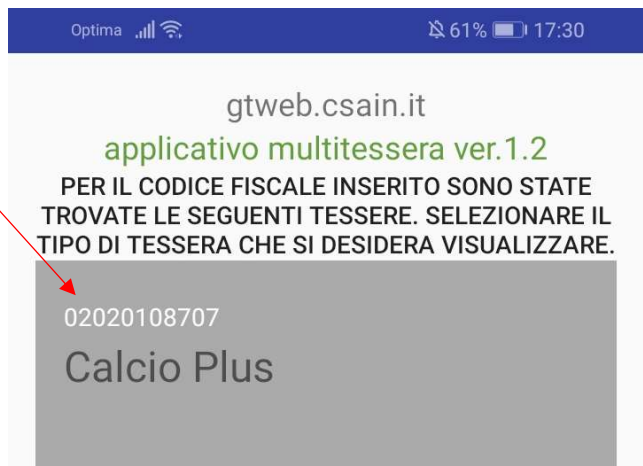 Optima 61% 17:30
gtweb.csain.it
applicativo multitessera ver.1.2
PER IL CODICE FISCALE INSERITO SONO STATE
TROVATE LE SEGUENTI TESSERE. SELEZIONARE IL
TIPO DI TESSERA CHE SI DESIDERA VISUALIZZARE.
02020108707
Calcio Plus